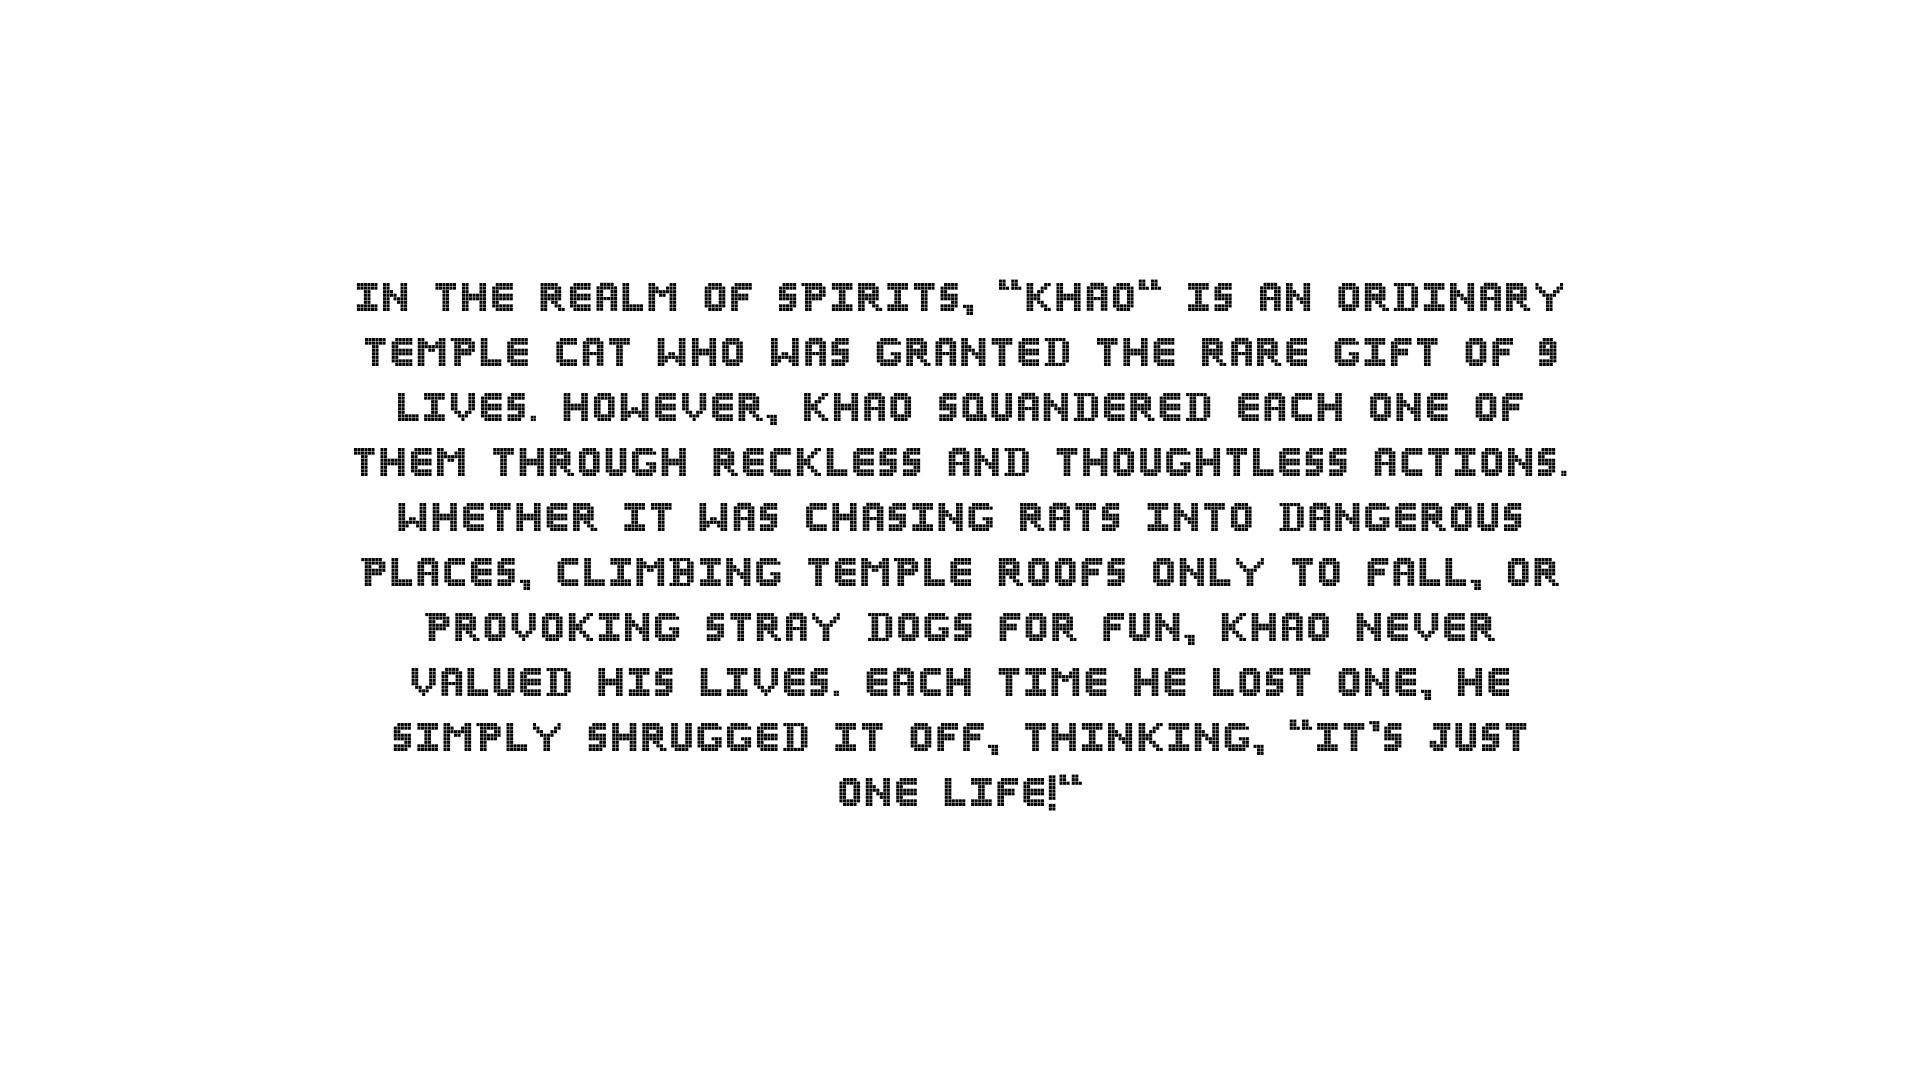 IN THE REALM OF SPIRITS, “KHAO“ IS AN ORDINARY
TEMPLE CAT WHO WAS GRANTED THE RARE GIFT OF 9
LIVES. HOWEVER, KHAO SQUANDERED EACH ONE OF
THEM THROUGH RECKLESS AND THOUGHTLESS ACTIONS.
WHETHER IT WAS CHASING RATS INTO DANGEROUS
PLACES, CLIMBING TEMPLE ROOFS ONLY TO FALL, OR
PROVOKING STRAY DOGS FOR FUN, KHAO NEVER
VALUED HIS LIVES. EACH TIME HE LOST ONE, HE
SIMPLY SHRUGGED IT OFF, THINKING, “IT'S JUST
ONE LIFE!“